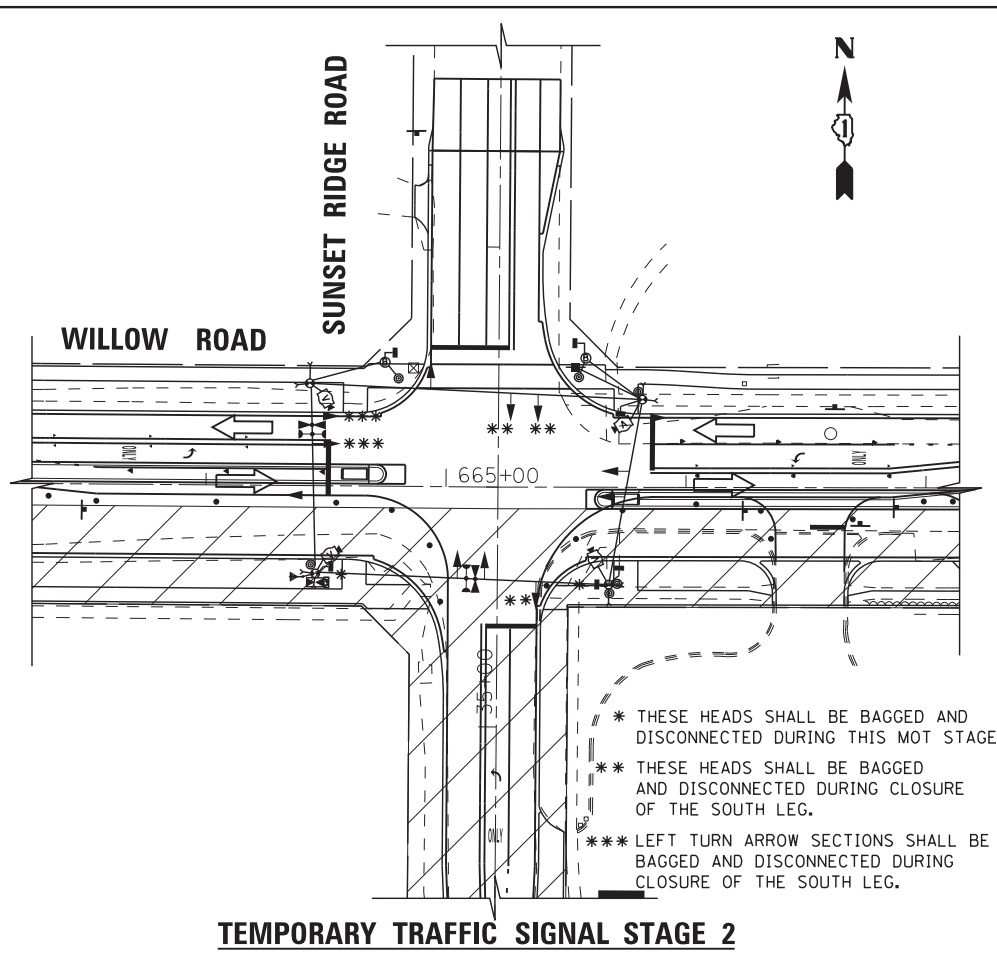 N
1
SUNSET RIDGE ROAD
WILLOW ROAD
ONLY
ONLY
665+00
135+00
ONLY
* THESE HEADS SHALL BE BAGGED AND
DISCONNECTED DURING THIS MOT STAGE
** THESE HEADS SHALL BE BAGGED
AND DISCONNECTED DURING CLOSURE
OF THE SOUTH LEG.
*** LEFT TURN ARROW SECTIONS SHALL BE
BAGGED AND DISCONNECTED DURING
CLOSURE OF THE SOUTH LEG.
TEMPORARY TRAFFIC SIGNAL STAGE 2